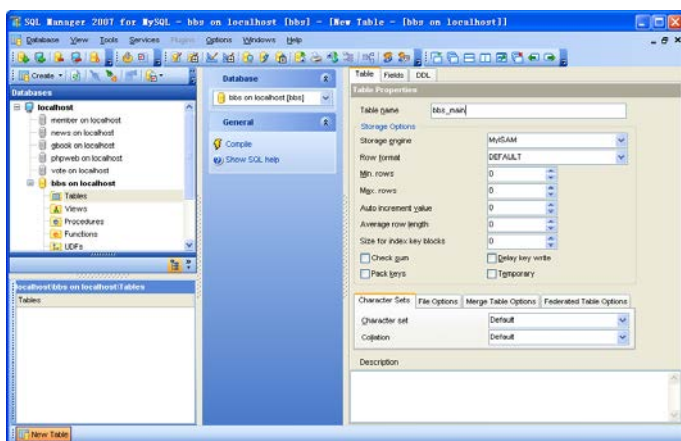 SQL Manager 2007 for MySQL - bbs on localhost [bbs] - [New Table - [bbs on localhost]]
Database View Tools Services Plugins Options Windows Help
Create
Databases
localhost
member on localhost
news on localhost
gbook on localhost
phpweb on localhost
vote on localhost
bbs on localhost
Tables
Views
Procedures
Functions
UDFs
localhost\bbs on localhost\Tables
Tables
Database
bbs on localhost [bbs]
General
Compile
Show SQL help
Table Fields DDL
Table Properties
Table name bbs_main
Storage Options
Storage engine MyISAM
Row format DEFAULT
Min. rows 0
Max. rows 0
Auto increment value 0
Average row length 0
Size for index key blocks 0
Check sum Delay key write
Pack keys Temporary
Character Sets File Options Merge Table Options Federated Table Options
Character set Default
Collation Default
Description
New Table